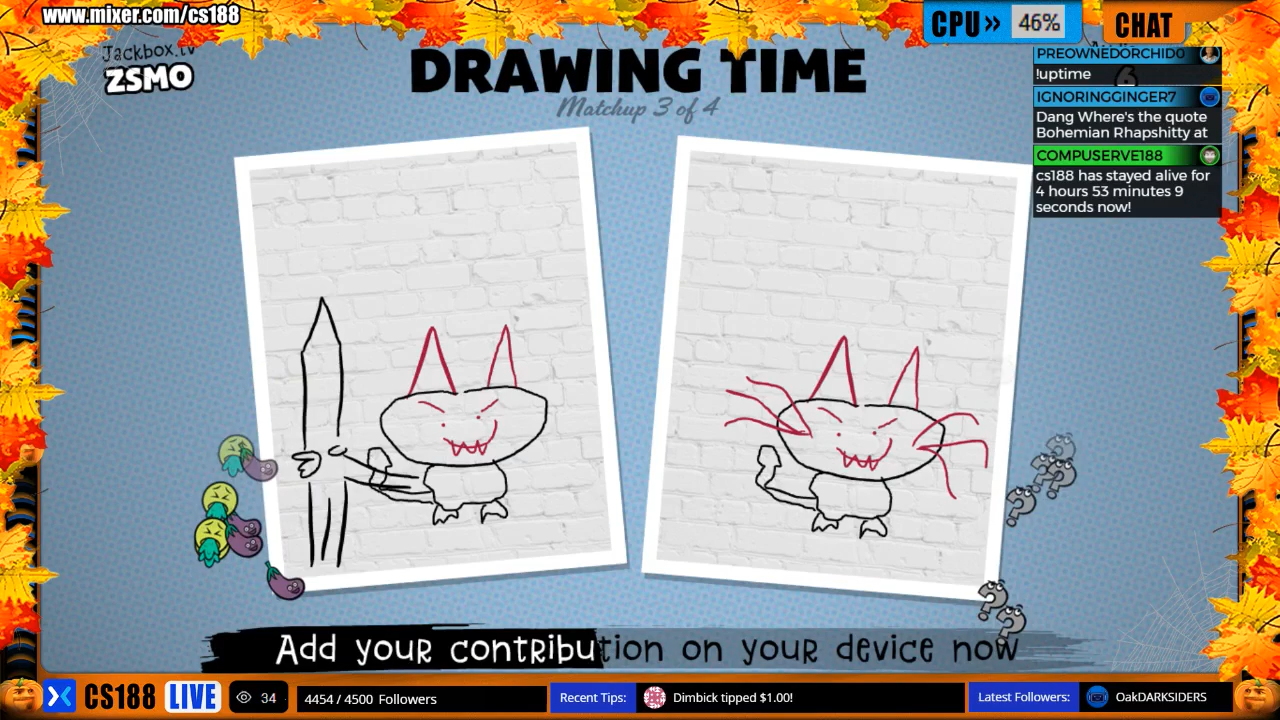 www.mixer.com/cs188
CPU >> 46%
CHAT
Jackbox.tv
ZSMO
DRAWING TIME
Matchup 3 of 4
PREOWNEDORCHID0
!uptime
6
IGNORINGGINGER7
Dang Where's the quote
Bohemian Rhapshitty at
COMPUSERVE188
cs188 has stayed alive for
4 hours 53 minutes 9
seconds now!
Add your contribution on your device now
CS188 LIVE
34
4454 / 4500 Followers
Recent Tips:
Dimbick tipped $1.00!
Latest Followers:
OakDARKSIDERS